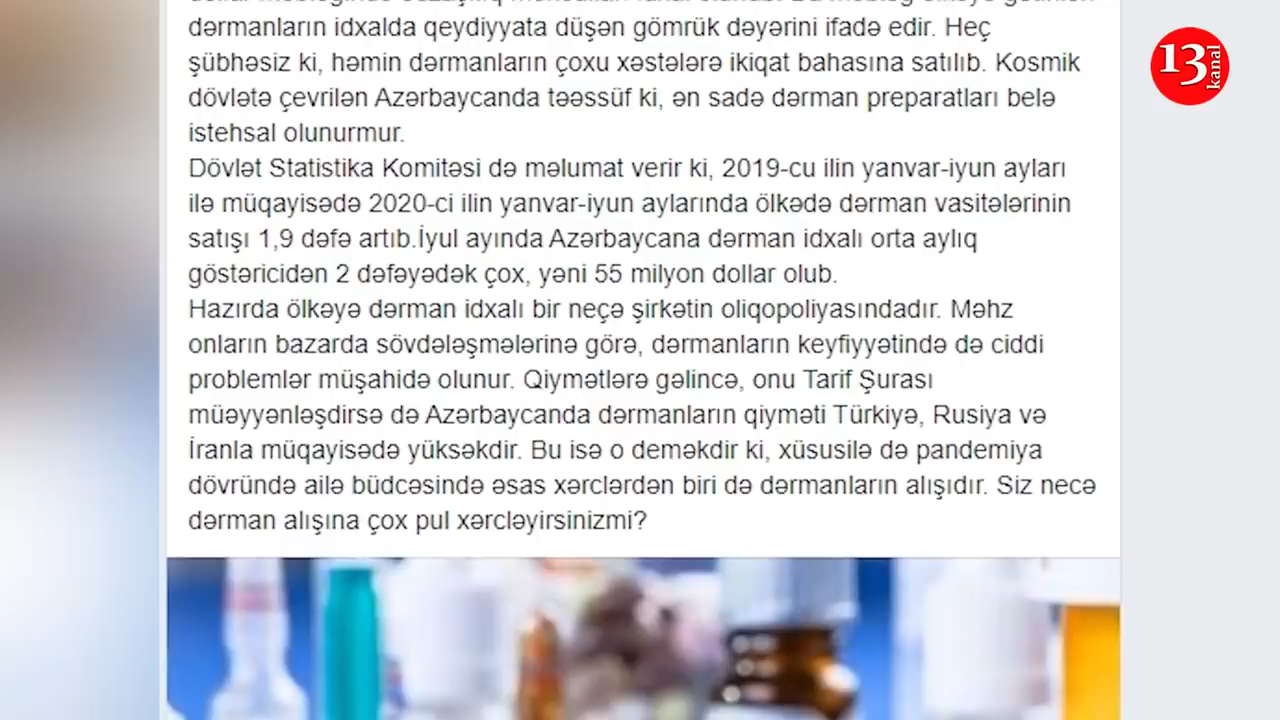 dərmanların idxalda qeydiyyata düşən gömrük dəyərini ifadə edir. Heç
şübhəsiz ki, həmin dərmanların çoxu xəstələrə ikiqat bahasına satılıb. Kosmik
dövlətə çevrilən Azərbaycanda təəssüf ki, ən sadə dərman preparatları belə
istehsal olunurmur.
Dövlət Statistika Komitəsi də məlumat verir ki, 2019-cu ilin yanvar-iyun ayları
ilə müqayisədə 2020-ci ilin yanvar-iyun aylarında ölkədə dərman vasitələrinin
satışı 1,9 dəfə artıb.İyul ayında Azərbaycana dərman idxalı orta aylıq
göstəricidən 2 dəfəyədək çox, yəni 55 milyon dollar olub.
Hazırda ölkəyə dərman idxalı bir neçə şirkətin oliqopoliyasındadır. Məhz
onların bazarda sövdələşmələrinə görə, dərmanların keyfiyyətində də ciddi
problemlər müşahidə olunur. Qiymətlərə gəlincə, onu Tarif Şurası
müəyyənləşdirsə də Azərbaycanda dərmanların qiyməti Türkiyə, Rusiya və
İranla müqayisədə yüksəkdir. Bu isə o deməkdir ki, xüsusilə də pandemiya
dövründə ailə büdcəsində əsas xərclərdən biri də dərmanların alışıdır. Siz necə
dərman alışına çox pul xərcləyirsinizmi?
13 kanal